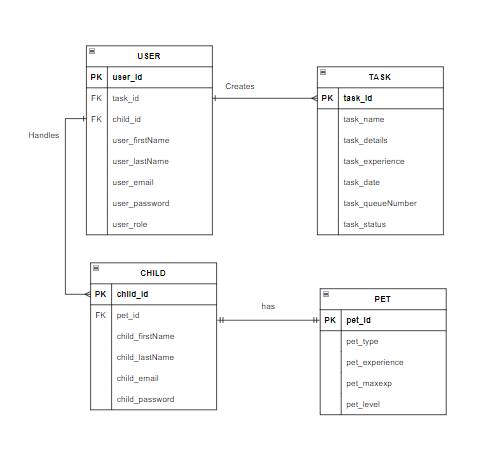 USER
PK user_id
FK task_id
FK child_id
user_firstName
user_lastName
user_email
user_password
user_role
Creates
TASK
PK task_id
task_name
task_details
task_experience
task_date
task_queueNumber
task_status
Handles
CHILD
PK child_id
FK pet_id
child_firstName
child_lastName
child_email
child_password
has
PET
PK pet_id
pet_type
pet_experience
pet_maxexp
pet_level